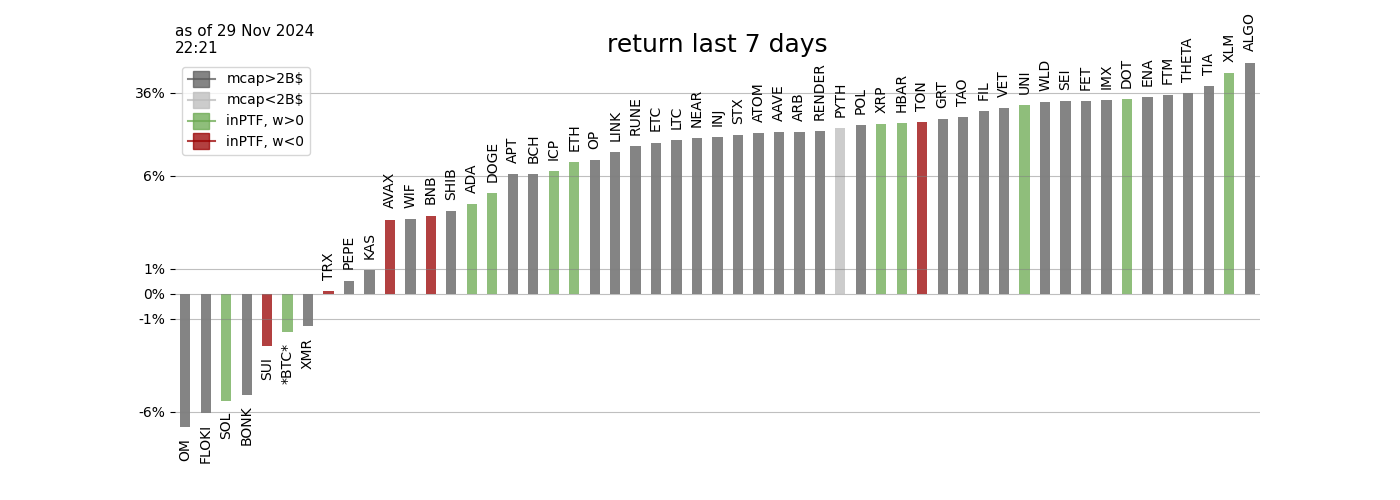 as of 29 Nov 2024
22:21
return last 7 days
mcap>2B$
mcap<2B$
inPTF, w>0
inPTF, w<0
36%
6%
1%
0%
-1%
-6%
OM
FLOKI
SOL
BONK
SUI
*BTC*
XMR
TRX
PEPE
KAS
AVAX
WIF
BNB
SHIB
ADA
DOGE
APT
BCH
ICP
ETH
OP
LINK
RUNE
ETC
LTC
NEAR
INJ
STX
ATOM
AAVE
ARB
RENDER
PYTH
POL
XRP
HBAR
TON
GRT
TAO
FIL
VET
UNI
WLD
SEI
FET
IMX
DOT
ENA
FTM
THETA
TIA
XLM
ALGO